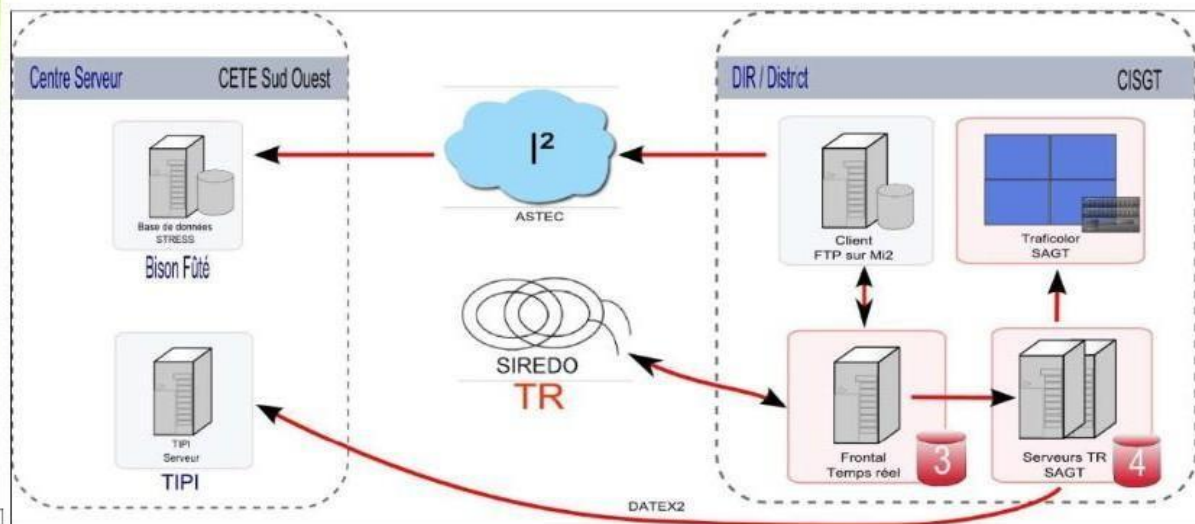 Centre Serveur CETE Sud Ouest
Base de données
STRESS
Bison Fûté
TIPI
Serveur
TIPI
I²
ASTEC
SIREDO
TR
DATEX2
DIR / District CISGT
Client
FTP sur Mi2
Traficolor
SAGT
Frontal
Temps réel
3
Serveurs TR
SAGT
4